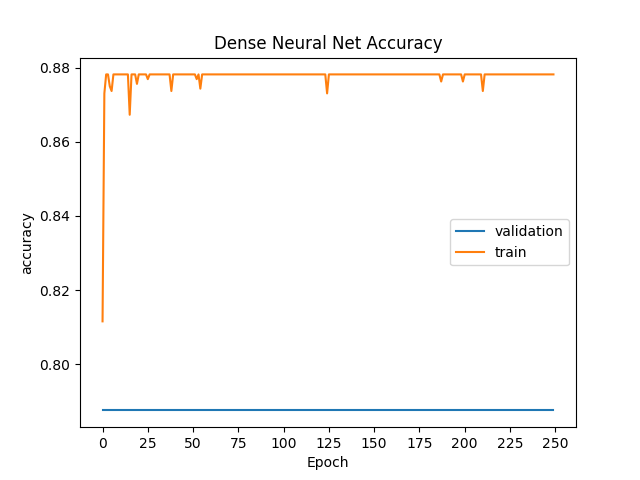 Dense Neural Net Accuracy
0.88
0.86
0.84
0.82
0.80
accuracy
validation
train
0 25 50 75 100 125 150 175 200 225 250
Epoch